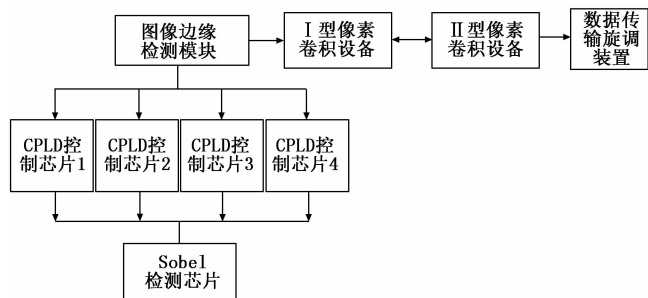 图像边缘
检测模块
Ⅰ型像素
卷积设备
Ⅱ型像素
卷积设备
数据传
输旋调
装置
CPLD控
制芯片1
CPLD控
制芯片2
CPLD控
制芯片3
CPLD控
制芯片4
Sobel
检测芯片